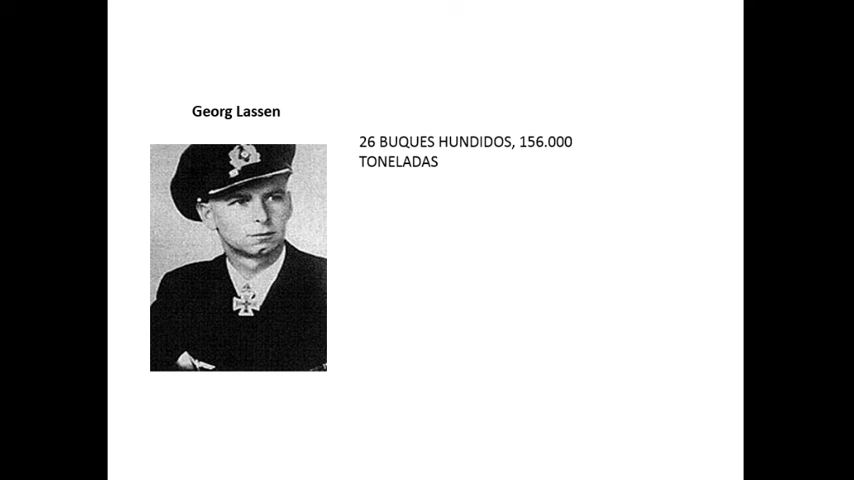 Georg Lassen
26 BUQUES HUNDIDOS, 156.000
TONELADAS